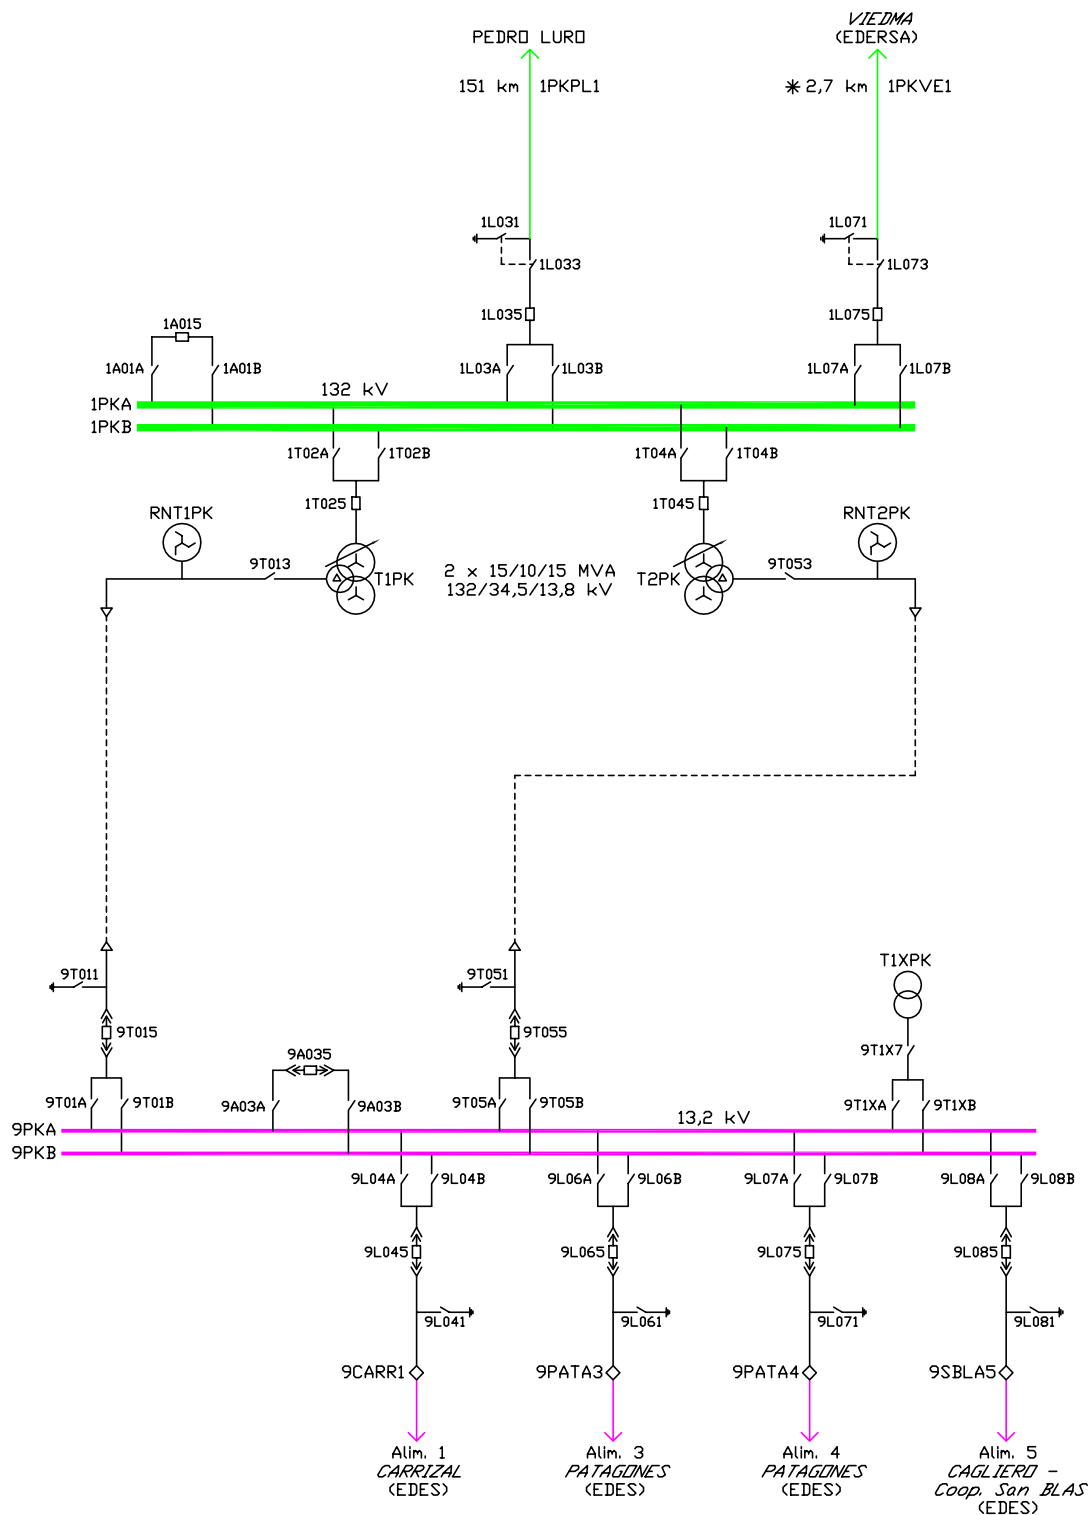 VIEDMA
PEDRO LURO
(EDERSA)
151 km
1PKPL1
* 2,7 km
1PKVE1
1L031
1L071
1L033
1L073
1L035
1L075
1A015
1A01A
1A01B
1L03A
1L03B
1L07A
1L07B
132 kV
1PKA
1PKB
1T02A
1T02B
1T04A
1T04B
1T025
1T045
RNT1PK
RNT2PK
9T013
9T053
T1PK
2 x 15/10/15 MVA
T2PK
132/34,5/13,8 kV
T1XPK
9T011
9T051
9T015
9T055
9T1X7
9A035
9T01A
9T01B
9A03A
9A03B
9T05A
9T05B
9T1XA
9T1XB
13,2 kV
9PKA
9PKB
9L04A
9L04B
9L06A
9L06B
9L07A
9L07B
9L08A
9L08B
9L045
9L065
9L075
9L085
9L041
9L061
9L071
9L081
9CARR1
9PATA3
9PATA4
9SBLA5
Alim. 1
CARRIZAL
(EDES)
Alim. 3
PATAGONES
(EDES)
Alim. 4
PATAGONES
(EDES)
Alim. 5
CAGLIERO -
Coop. San BLAS
(EDES)